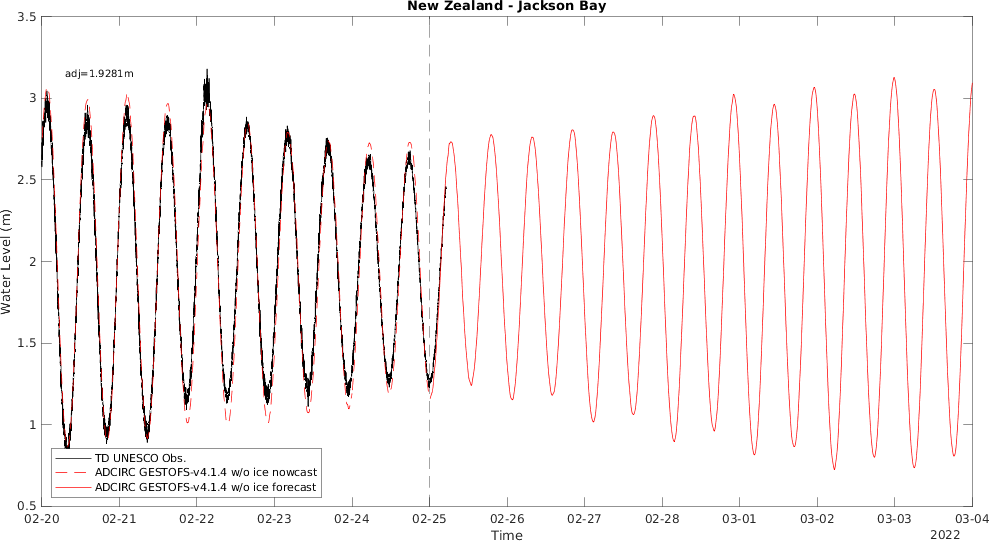 New Zealand - Jackson Bay
3.5
adj=1.9281m
3
2.5
2
Water Level (m)
1.5
1
TD UNESCO Obs.
ADCIRC GESTOFS-v4.1.4 w/o ice nowcast
ADCIRC GESTOFS-v4.1.4 w/o ice forecast
0.5
02-20 02-21 02-22 02-23 02-24 02-25 02-26 02-27 02-28 03-01 03-02 03-03 03-04
Time
2022